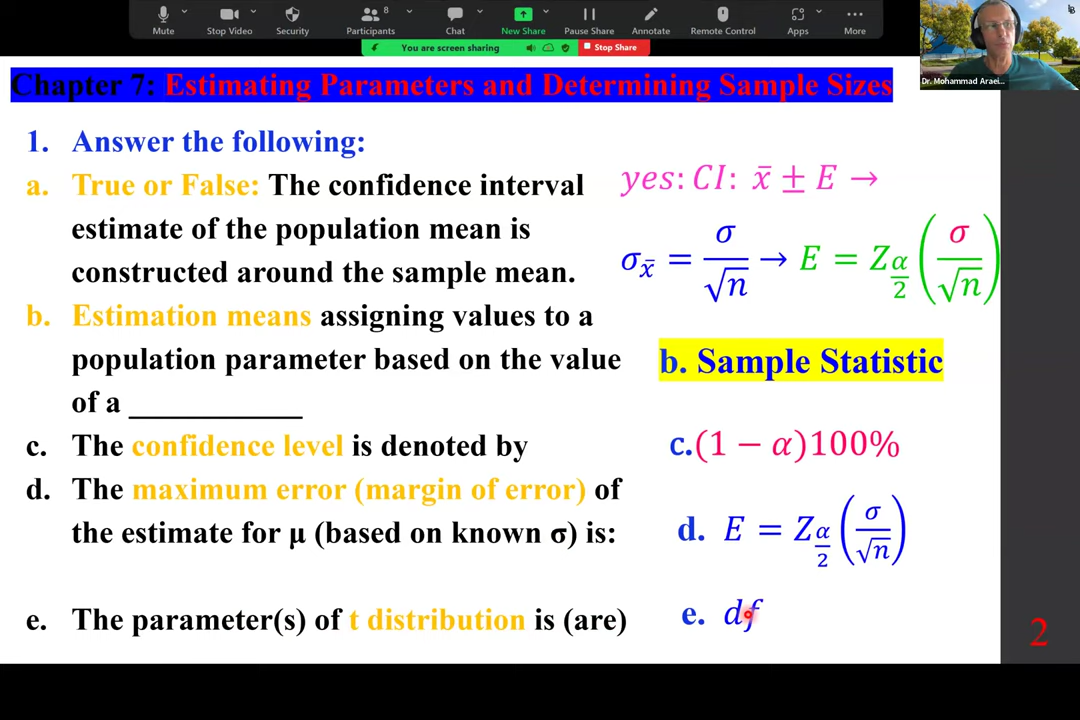 Mute
Stop Video
Security
Participants
8
Chat
New Share
Pause Share
Annotate
Remote Control
Apps
More
You are screen sharing
Stop Share
Dr. Mohammad Araei...
Chapter 7: Estimating Parameters and Determining Sample Sizes
1. Answer the following:
a. True or False: The confidence interval
estimate of the population mean is
constructed around the sample mean.
yes: CI: x̄ ± E →
σx̄ = σ/√n → E = Zα/2 (σ/√n)
b. Estimation means assigning values to a
population parameter based on the value
of a ___________
b. Sample Statistic
c. The confidence level is denoted by
c. (1 − α)100%
d. The maximum error (margin of error) of
the estimate for μ (based on known σ) is:
d. E = Zα/2 (σ/√n)
e. The parameter(s) of t distribution is (are)
e. df
2